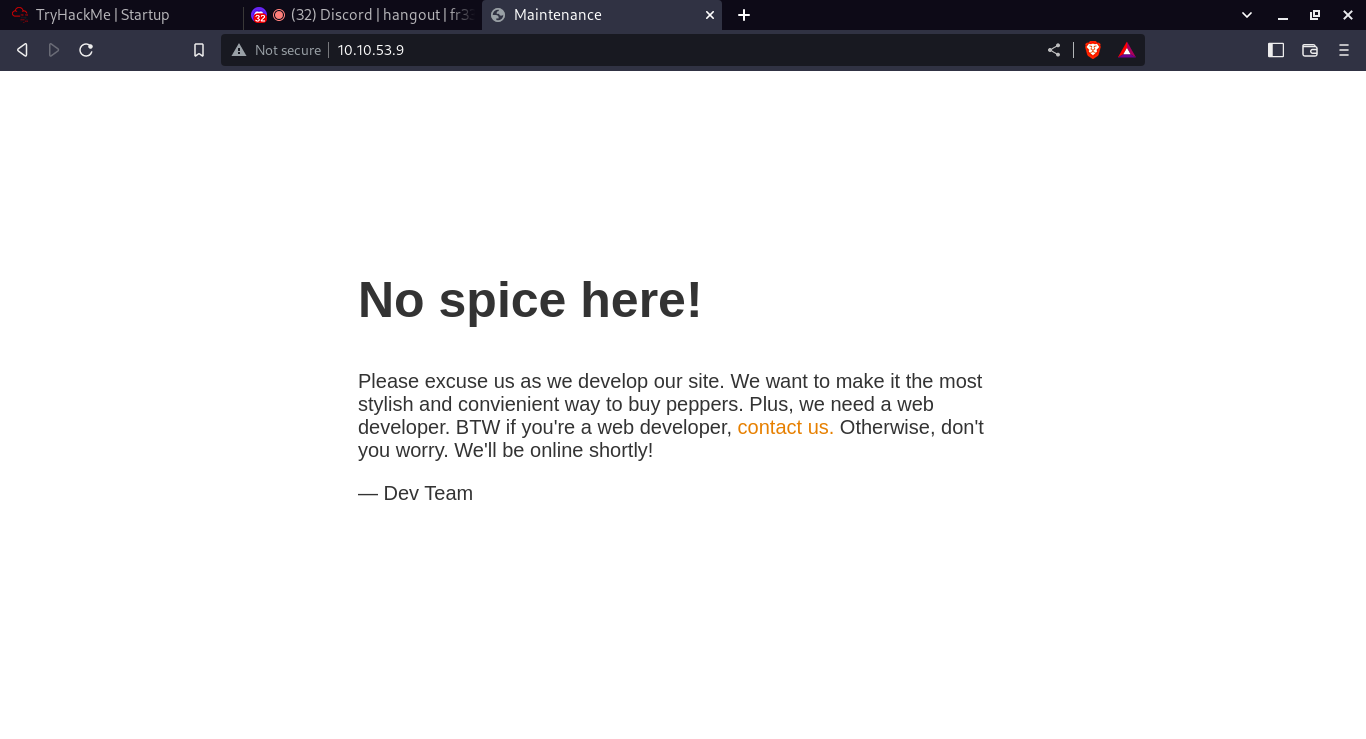 TryHackMe | Startup
32
(32) Discord | hangout | fr3
Maintenance
Not secure
10.10.53.9
No spice here!
Please excuse us as we develop our site. We want to make it the most
stylish and convienient way to buy peppers. Plus, we need a web
developer. BTW if you're a web developer, contact us. Otherwise, don't
you worry. We'll be online shortly!
— Dev Team